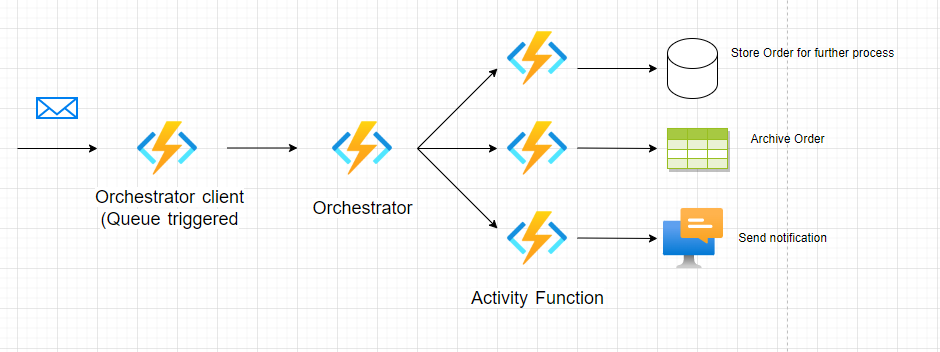 Store Order for further process
Archive Order
Orchestrator client
(Queue triggered
Orchestrator
Send notification
Activity Function